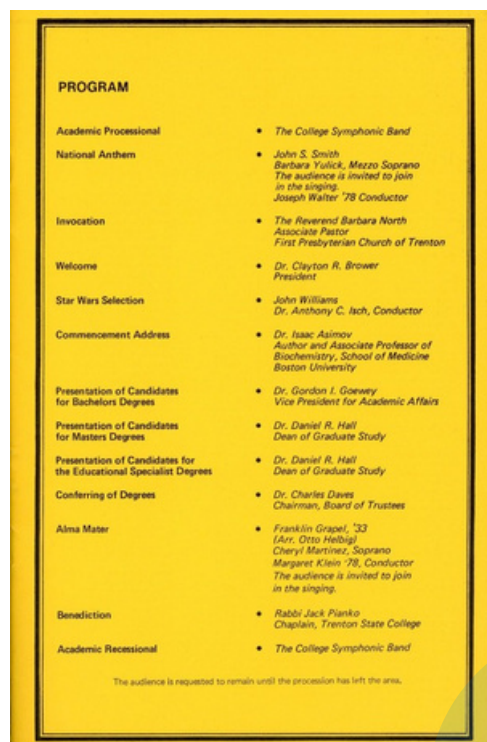 PROGRAM
Academic Processional • The College Symphonic Band
National Anthem • John S. Smith
Barbara Yulick, Mezzo Soprano
The audience is invited to join
in the singing.
Joseph Walter '78 Conductor
Invocation • The Reverend Barbara North
Associate Pastor
First Presbyterian Church of Trenton
Welcome • Dr. Clayton R. Brower
President
Star Wars Selection • John Williams
Dr. Anthony C. Isch, Conductor
Commencement Address • Dr. Isaac Asimov
Author and Associate Professor of
Biochemistry, School of Medicine
Boston University
Presentation of Candidates • Dr. Gordon I. Goewey
for Bachelors Degrees Vice President for Academic Affairs
Presentation of Candidates • Dr. Daniel R. Hall
for Masters Degrees Dean of Graduate Study
Presentation of Candidates for • Dr. Daniel R. Hall
the Educational Specialist Degrees Dean of Graduate Study
Conferring of Degrees • Dr. Charles Daves
Chairman, Board of Trustees
Alma Mater • Franklin Grapel, '33
(Arr. Otto Helbig)
Cheryl Martinez, Soprano
Margaret Klein '78, Conductor
The audience is invited to join
in the singing.
Benediction • Rabbi Jack Pianko
Chaplain, Trenton State College
Academic Recessional • The College Symphonic Band
The audience is requested to remain until the procession has left the area.